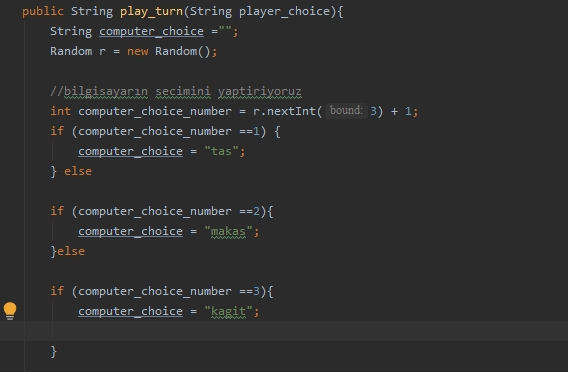 public String play_turn(String player_choice){
String computer_choice ="";
Random r = new Random();
//bilgisayarın secimini yaptiriyoruz
int computer_choice_number = r.nextInt( bound: 3) + 1;
if (computer_choice_number ==1) {
computer_choice = "tas";
} else
if (computer_choice_number ==2){
computer_choice = "makas";
}else
if (computer_choice_number ==3){
computer_choice = "kagit";
}